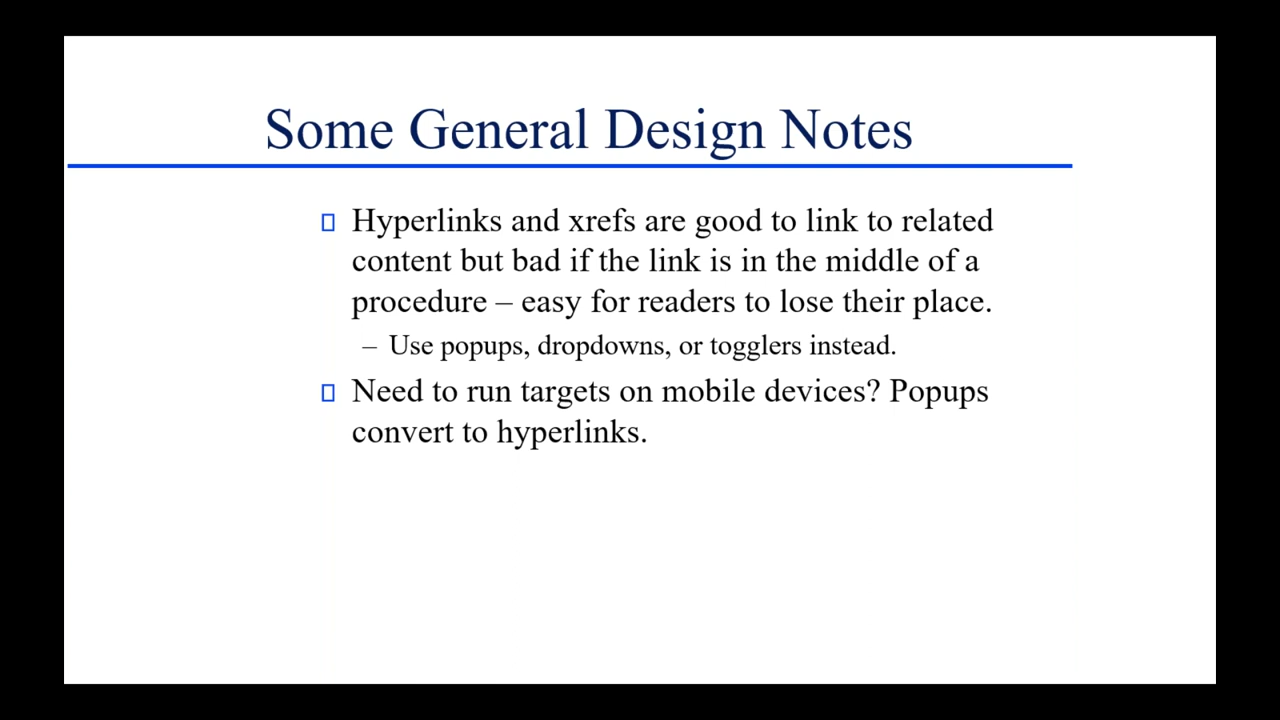 Some General Design Notes
Hyperlinks and xrefs are good to link to related
content but bad if the link is in the middle of a
procedure – easy for readers to lose their place.
– Use popups, dropdowns, or togglers instead.
Need to run targets on mobile devices? Popups
convert to hyperlinks.